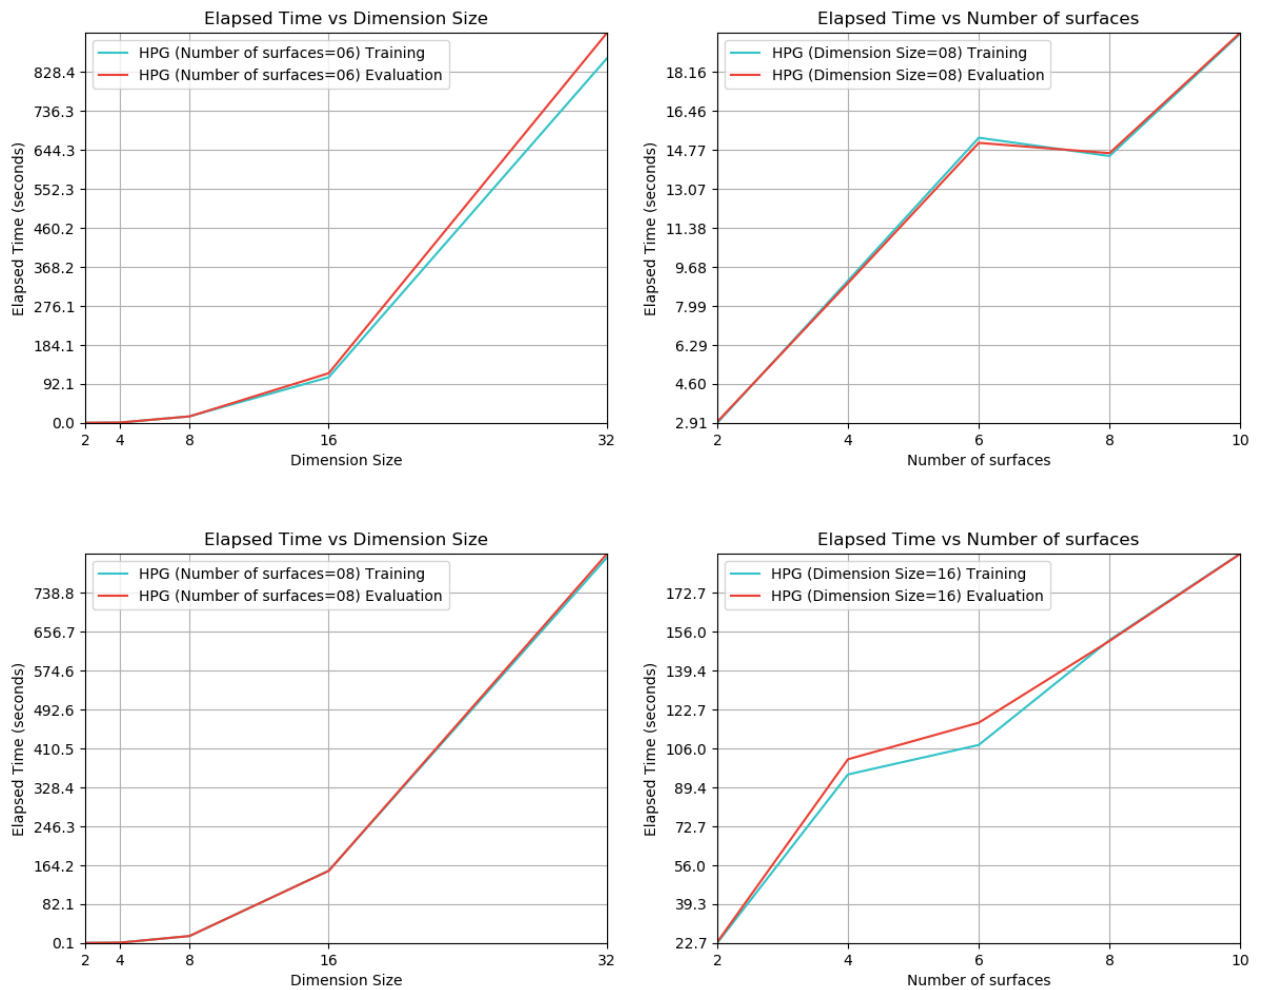 Elapsed Time vs Dimension Size
HPG (Number of surfaces=06) Training
HPG (Number of surfaces=06) Evaluation
828.4
736.3
644.3
552.3
460.2
368.2
276.1
184.1
92.1
0.0
Elapsed Time (seconds)
2 4 8 16 32
Dimension Size
Elapsed Time vs Number of surfaces
HPG (Dimension Size=08) Training
HPG (Dimension Size=08) Evaluation
18.16
16.46
14.77
13.07
11.38
9.68
7.99
6.29
4.60
2.91
Elapsed Time (seconds)
2 4 6 8 10
Number of surfaces
Elapsed Time vs Dimension Size
HPG (Number of surfaces=08) Training
HPG (Number of surfaces=08) Evaluation
738.8
656.7
574.6
492.6
410.5
328.4
246.3
164.2
82.1
0.1
Elapsed Time (seconds)
2 4 8 16 32
Dimension Size
Elapsed Time vs Number of surfaces
HPG (Dimension Size=16) Training
HPG (Dimension Size=16) Evaluation
172.7
156.0
139.4
122.7
106.0
89.4
72.7
56.0
39.3
22.7
Elapsed Time (seconds)
2 4 6 8 10
Number of surfaces